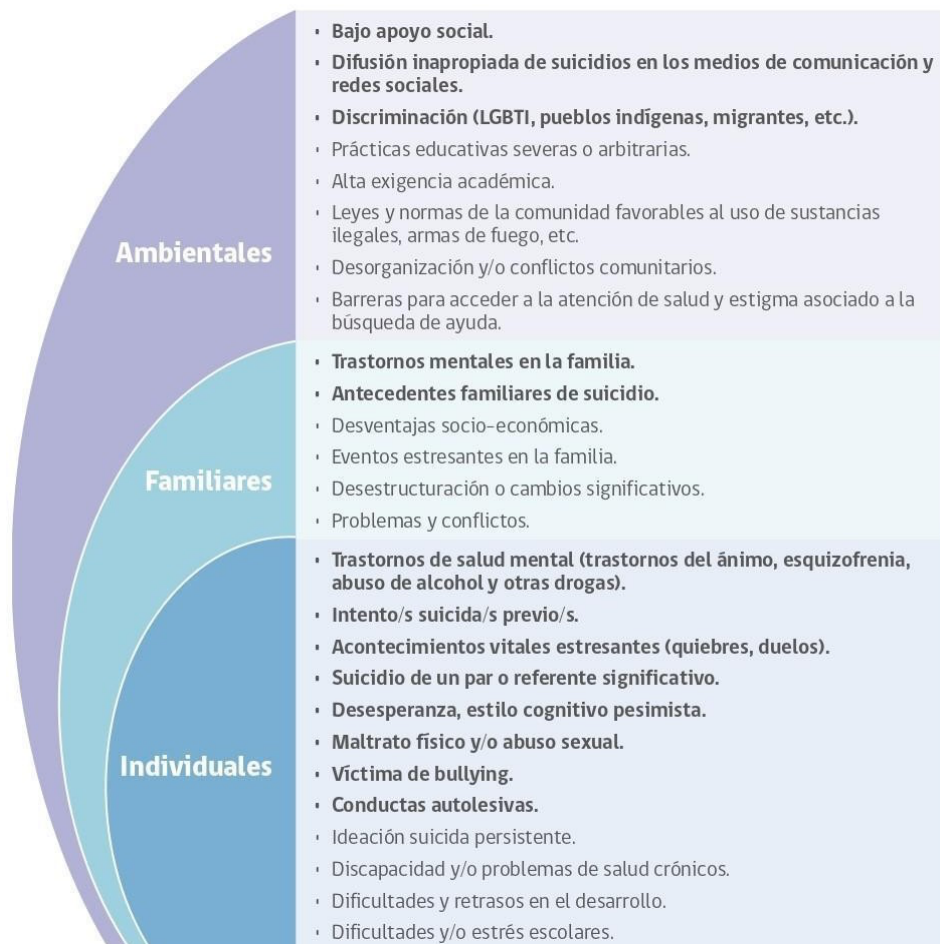 Ambientales
· Bajo apoyo social.
· Difusión inapropiada de suicidios en los medios de comunicación y
redes sociales.
· Discriminación (LGBTI, pueblos indígenas, migrantes, etc.).
· Prácticas educativas severas o arbitrarias.
· Alta exigencia académica.
· Leyes y normas de la comunidad favorables al uso de sustancias
ilegales, armas de fuego, etc.
· Desorganización y/o conflictos comunitarios.
· Barreras para acceder a la atención de salud y estigma asociado a la
búsqueda de ayuda.
Familiares
· Trastornos mentales en la familia.
· Antecedentes familiares de suicidio.
· Desventajas socio-económicas.
· Eventos estresantes en la familia.
· Desestructuración o cambios significativos.
· Problemas y conflictos.
Individuales
· Trastornos de salud mental (trastornos del ánimo, esquizofrenia,
abuso de alcohol y otras drogas).
· Intento/s suicida/s previo/s.
· Acontecimientos vitales estresantes (quiebres, duelos).
· Suicidio de un par o referente significativo.
· Desesperanza, estilo cognitivo pesimista.
· Maltrato físico y/o abuso sexual.
· Víctima de bullying.
· Conductas autolesivas.
· Ideación suicida persistente.
· Discapacidad y/o problemas de salud crónicos.
· Dificultades y retrasos en el desarrollo.
· Dificultades y/o estrés escolares.